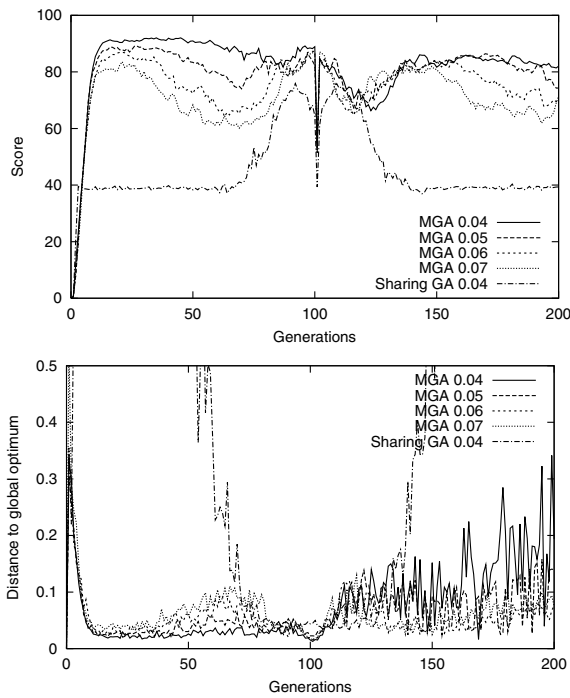 100
80
60
40
20
0
Score
MGA 0.04
MGA 0.05
MGA 0.06
MGA 0.07
Sharing GA 0.04
0 50 100 150 200
Generations
0.5
0.4
0.3
0.2
0.1
0
Distance to global optimum
MGA 0.04
MGA 0.05
MGA 0.06
MGA 0.07
Sharing GA 0.04
0 50 100 150 200
Generations